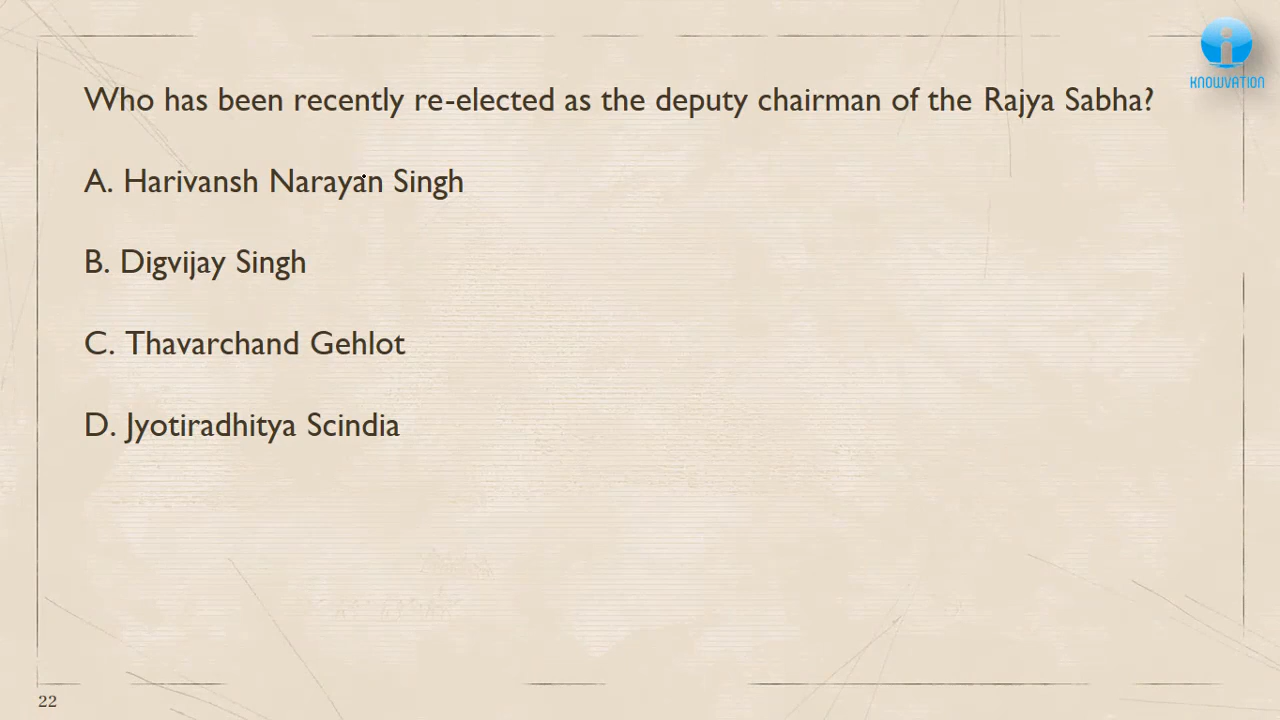 KNOWVATION
Who has been recently re-elected as the deputy chairman of the Rajya Sabha?
A. Harivansh Narayan Singh
B. Digvijay Singh
C. Thavarchand Gehlot
D. Jyotiradhitya Scindia
22